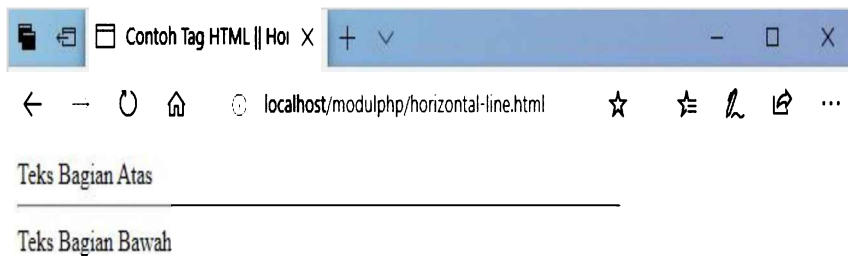 Contoh Tag HTML || Hor
localhost/modulphp/horizontal-line.html
Teks Bagian Atas
Teks Bagian Bawah